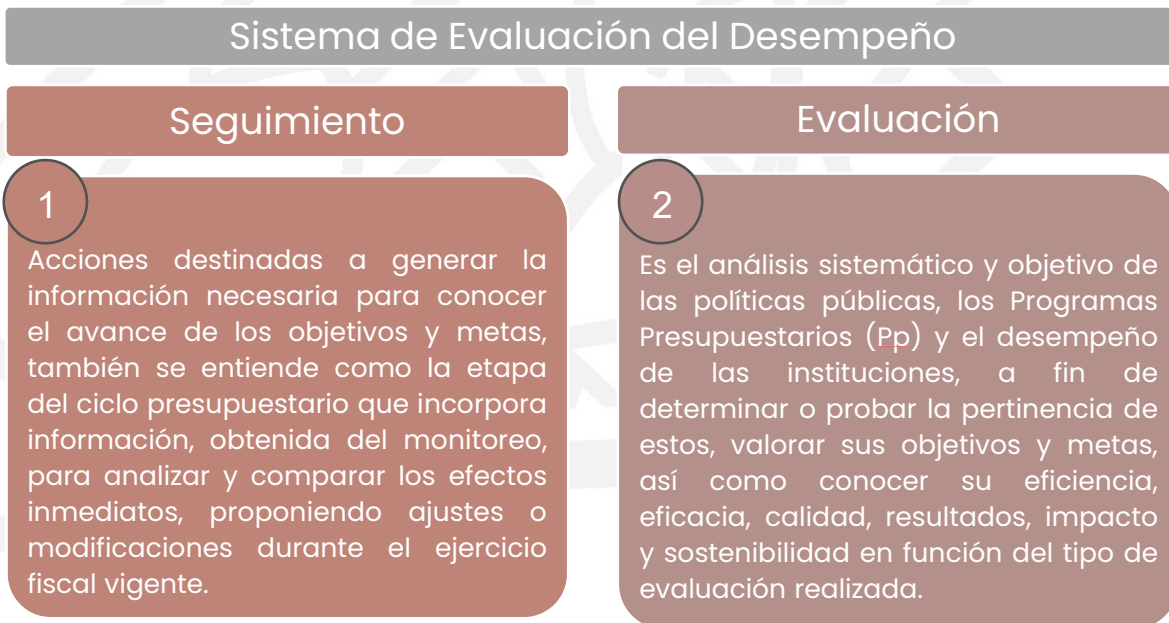 Sistema de Evaluación del Desempeño
Seguimiento
1
Acciones destinadas a generar la
información necesaria para conocer
el avance de los objetivos y metas,
también se entiende como la etapa
del ciclo presupuestario que incorpora
información, obtenida del monitoreo,
para analizar y comparar los efectos
inmediatos, proponiendo ajustes o
modificaciones durante el ejercicio
fiscal vigente.
Evaluación
2
Es el análisis sistemático y objetivo de
las políticas públicas, los Programas
Presupuestarios (Pp) y el desempeño
de las instituciones, a fin de
determinar o probar la pertinencia de
estos, valorar sus objetivos y metas,
así como conocer su eficiencia,
eficacia, calidad, resultados, impacto
y sostenibilidad en función del tipo de
evaluación realizada.